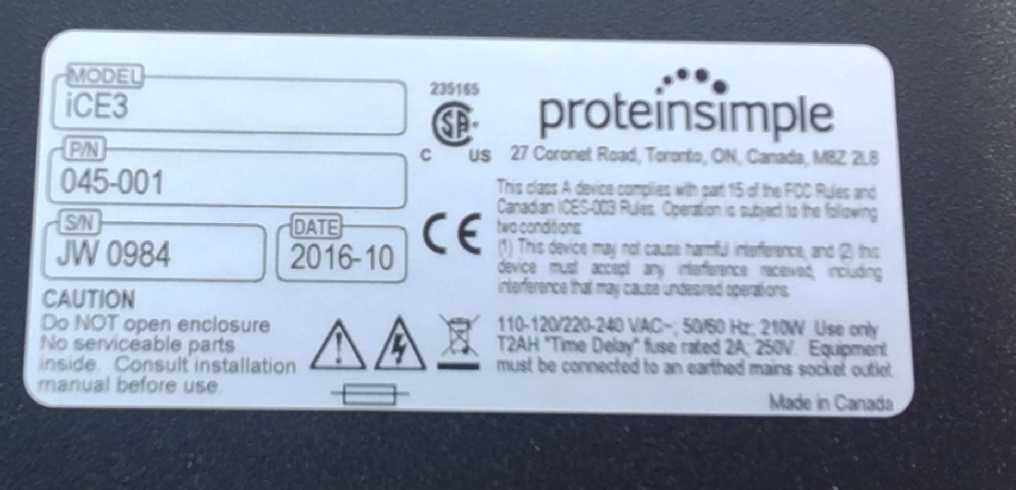 MODEL
iCE3
P/N
045-001
S/N
JW 0984
DATE
2016-10
CAUTION
Do NOT open enclosure
No serviceable parts
inside. Consult installation
manual before use.
235165
SA
C US
CE
proteinsimple
27 Coronet Road, Toronto, ON, Canada, M8Z 2L8
This class A device complies with part 15 of the FCC Rules and
Canadian ICES-003 Rules. Operation is subject to the following
two conditions:
(1) This device may not cause harmful interference, and (2) this
device must accept any interference received, including
interference that may cause undesired operations.
110-120/220-240 VAC~; 50/60 Hz; 210W. Use only
T2AH "Time Delay" fuse rated 2A; 250V. Equipment
must be connected to an earthed mains socket outlet.
Made in Canada